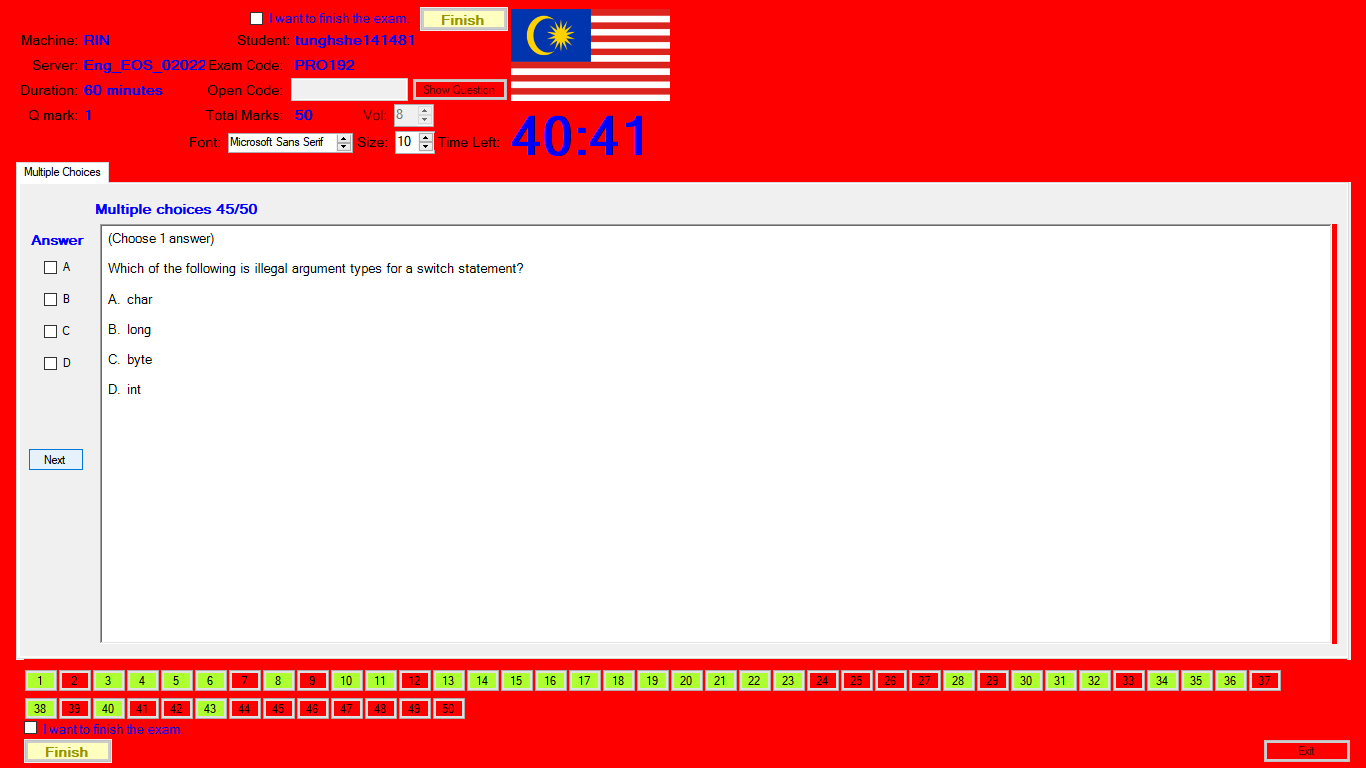 I want to finish the exam.
Finish
Machine: RIN
Student: tunghshe141481
Server: Eng_EOS_02022
Exam Code: PRO192
Duration: 60 minutes
Open Code:
Show Question
Q mark: 1
Total Marks: 50
Vol: 8
Font: Microsoft Sans Serif
Size: 10
Time Left: 40:41
Multiple Choices
Multiple choices 45/50
Answer
A
B
C
D
Next
(Choose 1 answer)
Which of the following is illegal argument types for a switch statement?
A. char
B. long
C. byte
D. int
1 2 3 4 5 6 7 8 9 10 11 12 13 14 15 16 17 18 19 20 21 22 23 24 25 26 27 28 29 30 31 32 33 34 35 36 37
38 39 40 41 42 43 44 45 46 47 48 49 50
I want to finish the exam.
Finish
Exit